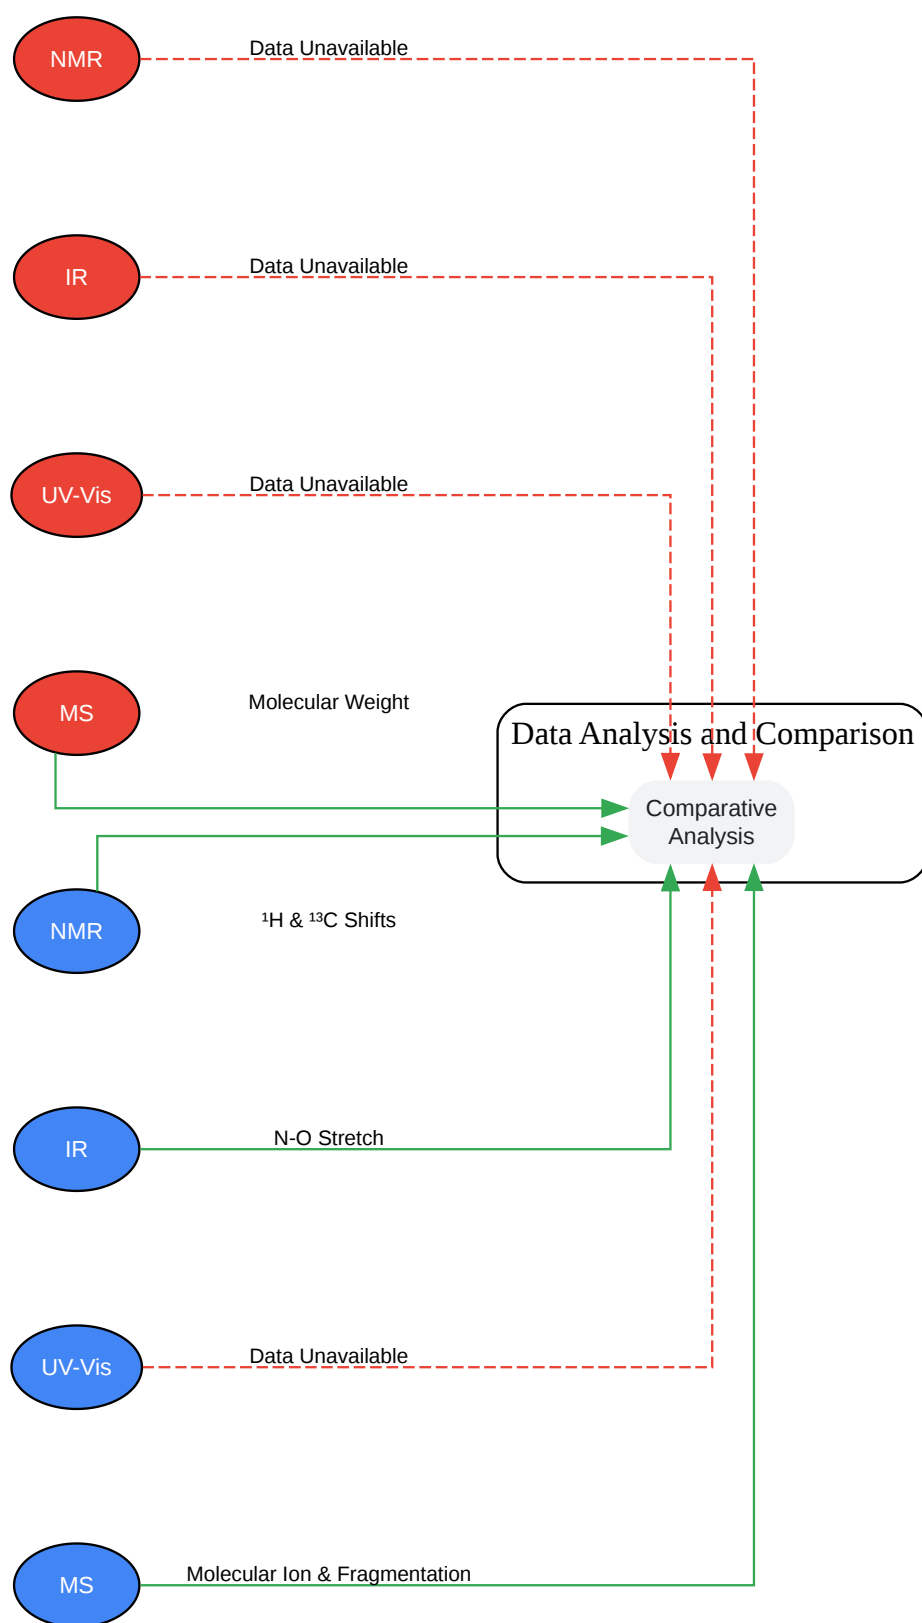 NMR
Data Unavailable
IR
Data Unavailable
UV-Vis
Data Unavailable
MS
Molecular Weight
Data Analysis and Comparison
Comparative
Analysis
NMR
¹H & ¹³C Shifts
IR
N-O Stretch
UV-Vis
Data Unavailable
MS
Molecular Ion & Fragmentation